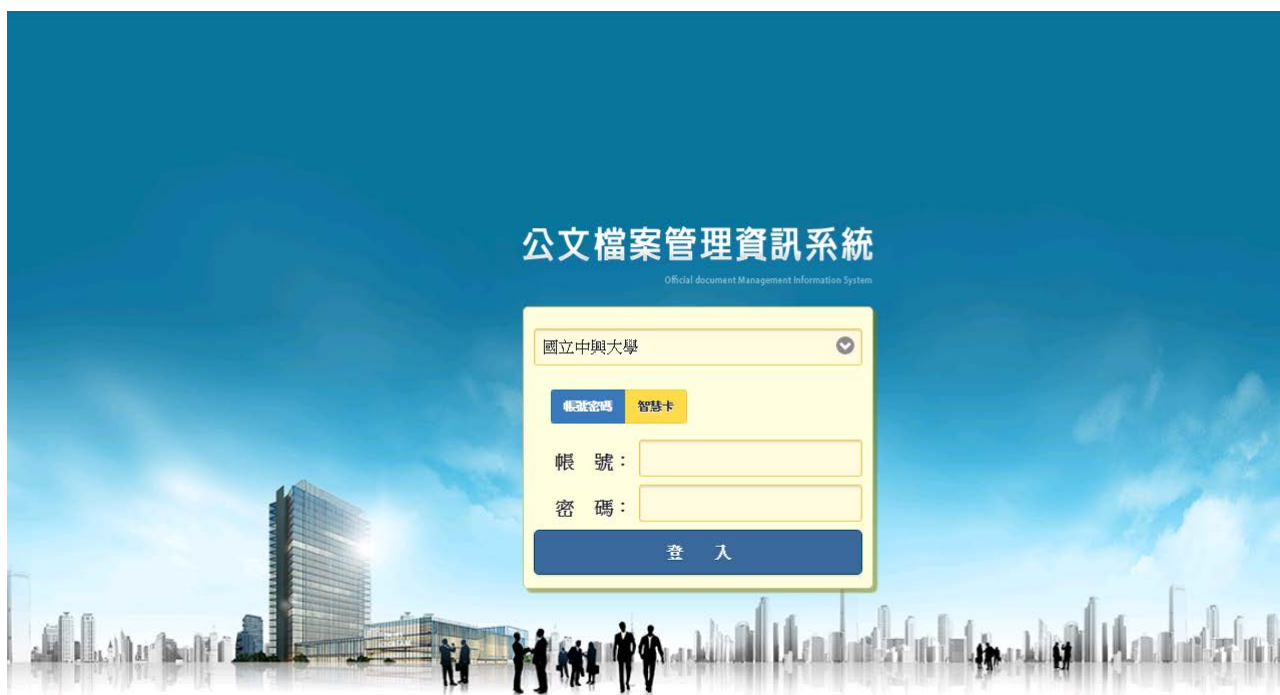 公文檔案管理資訊系統
Official document Management Information System
國立中興大學
帳號密碼 智慧卡
帳 號：
密 碼：
登 入